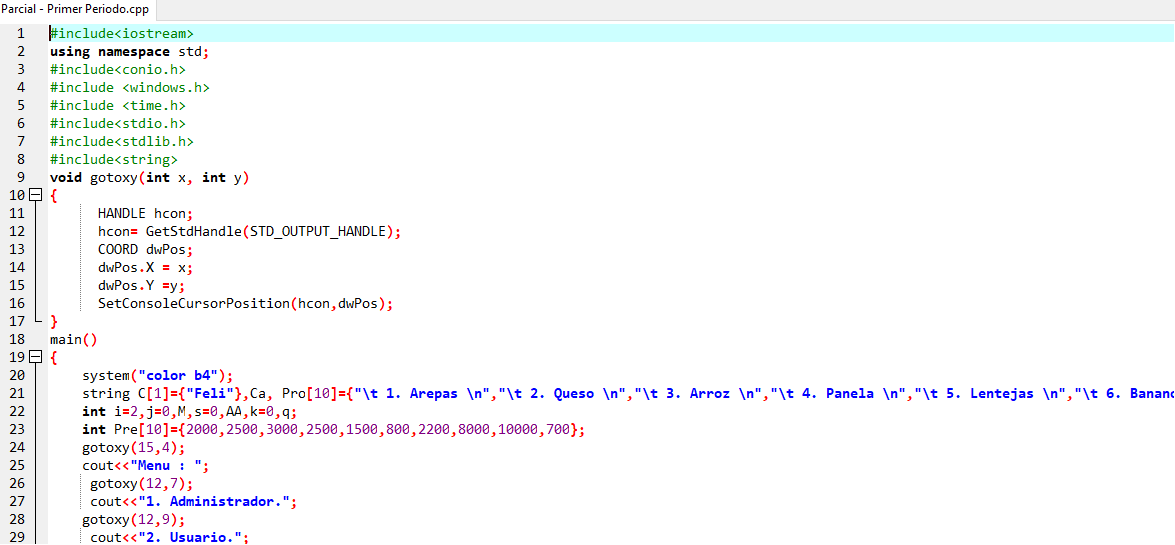 Parcial - Primer Periodo.cpp
1 #include<iostream>
2 using namespace std;
3 #include<conio.h>
4 #include <windows.h>
5 #include <time.h>
6 #include<stdio.h>
7 #include<stdlib.h>
8 #include<string>
9 void gotoxy(int x, int y)
10 {
11 HANDLE hcon;
12 hcon= GetStdHandle(STD_OUTPUT_HANDLE);
13 COORD dwPos;
14 dwPos.X = x;
15 dwPos.Y =y;
16 SetConsoleCursorPosition(hcon,dwPos);
17 }
18 main()
19 {
20 system("color b4");
21 string C[1]={"Feli"},Ca, Pro[10]={"\t 1. Arepas \n","\t 2. Queso \n","\t 3. Arroz \n","\t 4. Panela \n","\t 5. Lentejas \n","\t 6. Banano
22 int i=2,j=0,M,s=0,AA,k=0,q;
23 int Pre[10]={2000,2500,3000,2500,1500,800,2200,8000,10000,700};
24 gotoxy(15,4);
25 cout<<"Menu : ";
26 gotoxy(12,7);
27 cout<<"1. Administrador.";
28 gotoxy(12,9);
29 cout<<"2. Usuario.";